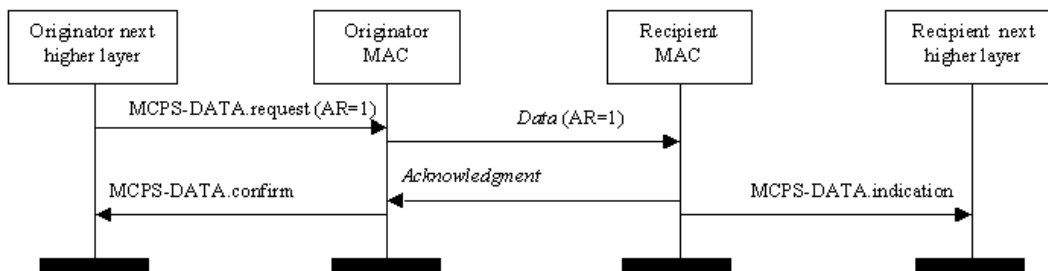 Originator next
higher layer
Originator
MAC
Recipient
MAC
Recipient next
higher layer
MCPS-DATA.request (AR=1)
Data (AR=1)
Acknowledgment
MCPS-DATA.confirm
MCPS-DATA.indication